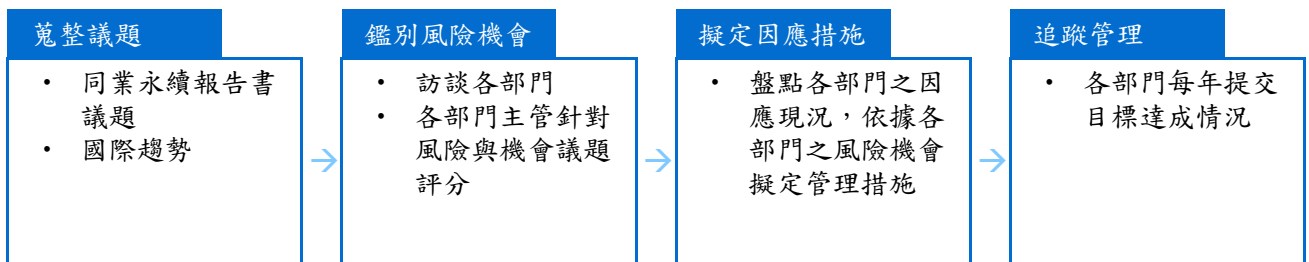 蒐整議題
• 同業永續報告書
議題
• 國際趨勢
→
鑑別風險機會
• 訪談各部門
• 各部門主管針對
風險與機會議題
評分
→
擬定因應措施
• 盤點各部門之因
應現況，依據各
部門之風險機會
擬定管理措施
→
追蹤管理
• 各部門每年提交
目標達成情況